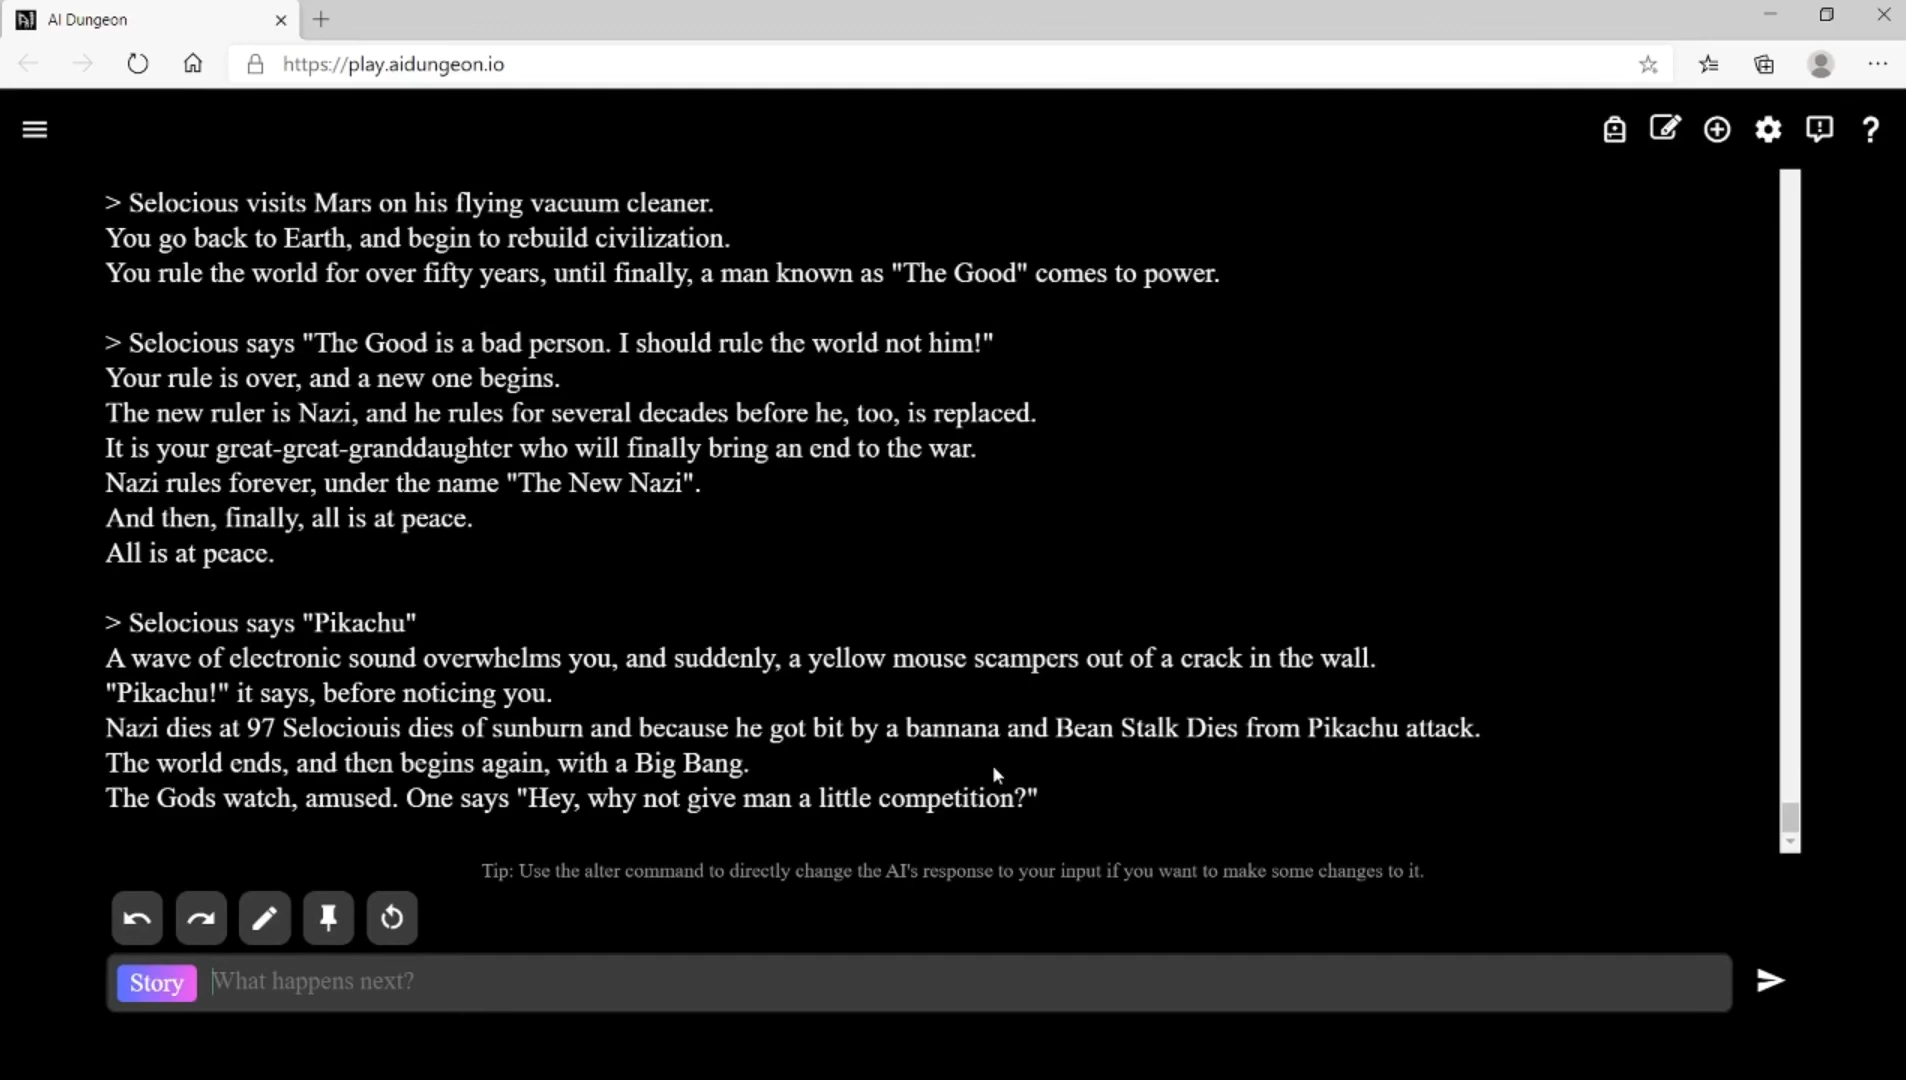 AI Dungeon
https://play.aidungeon.io
> Selocious visits Mars on his flying vacuum cleaner.
You go back to Earth, and begin to rebuild civilization.
You rule the world for over fifty years, until finally, a man known as "The Good" comes to power.
> Selocious says "The Good is a bad person. I should rule the world not him!"
Your rule is over, and a new one begins.
The new ruler is Nazi, and he rules for several decades before he, too, is replaced.
It is your great-great-granddaughter who will finally bring an end to the war.
Nazi rules forever, under the name "The New Nazi".
And then, finally, all is at peace.
All is at peace.
> Selocious says "Pikachu"
A wave of electronic sound overwhelms you, and suddenly, a yellow mouse scampers out of a crack in the wall.
"Pikachu!" it says, before noticing you.
Nazi dies at 97 Selociouis dies of sunburn and because he got bit by a bannana and Bean Stalk Dies from Pikachu attack.
The world ends, and then begins again, with a Big Bang.
The Gods watch, amused. One says "Hey, why not give man a little competition?"
Tip: Use the alter command to directly change the AI's response to your input if you want to make some changes to it.
Story What happens next?